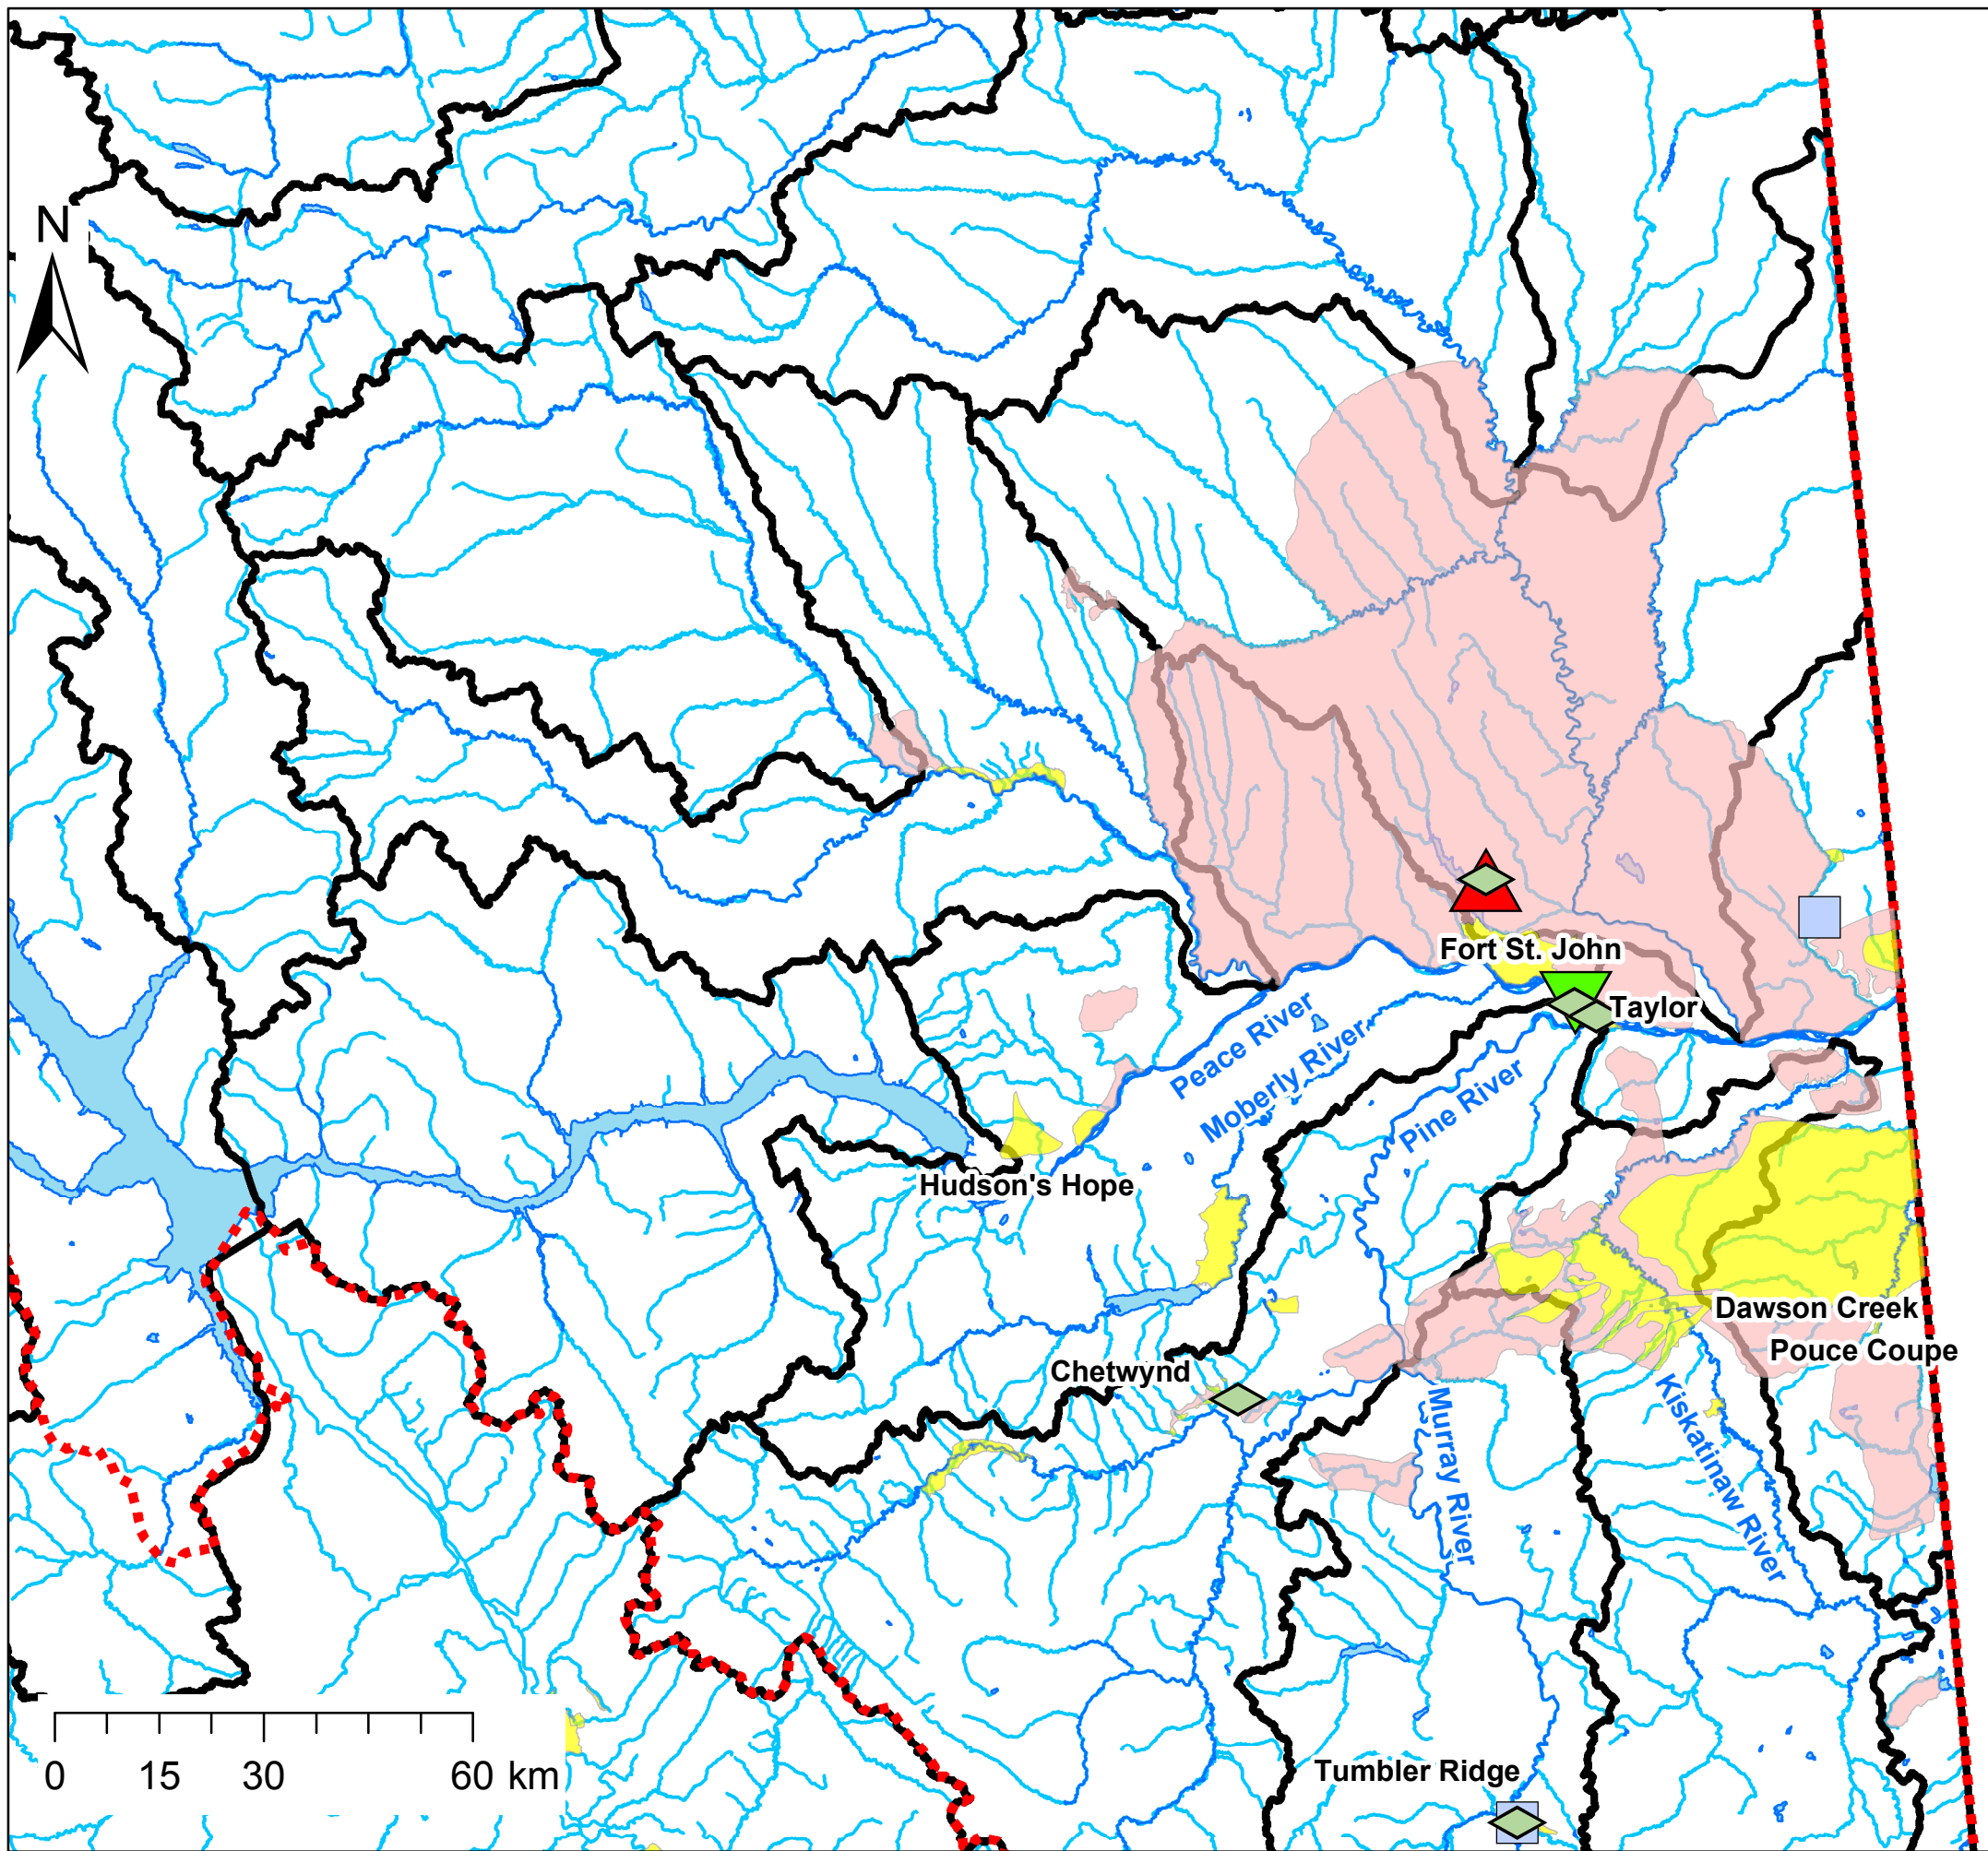 N
Fort St. John
Taylor
Peace River
Moberly River
Pine River
Hudson's Hope
Dawson Creek
Pouce Coupe
Chetwynd
Murray River
Kiskatinaw River
Tumbler Ridge
0 15 30 60 km